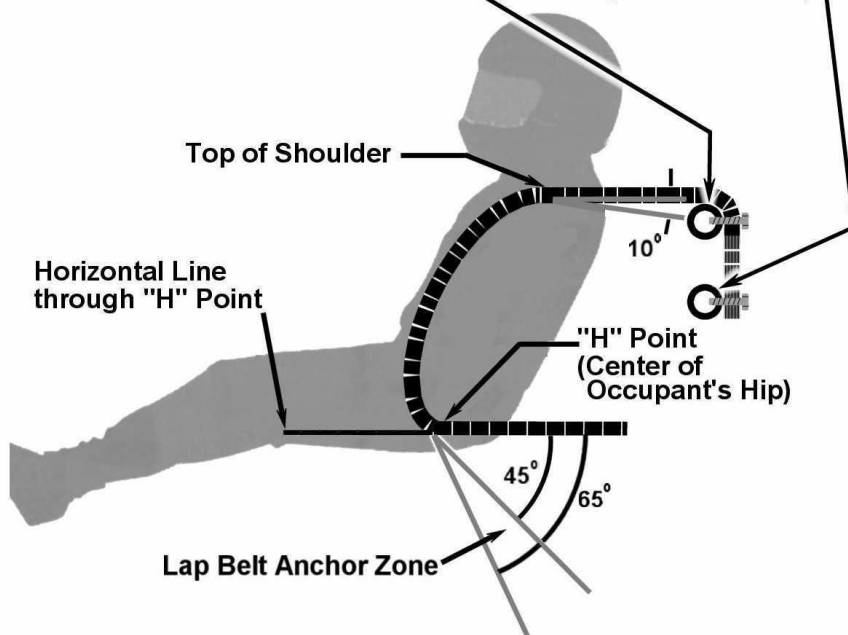 Top of Shoulder
10°
Horizontal Line
through "H" Point
"H" Point
(Center of
Occupant's Hip)
45°
65°
Lap Belt Anchor Zone